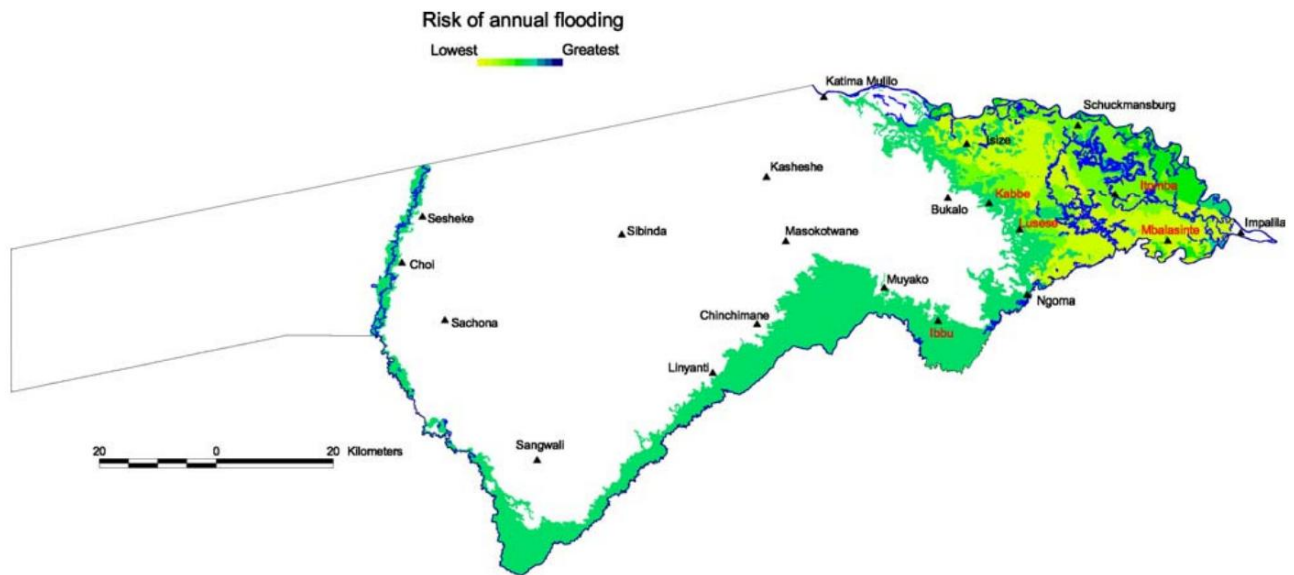 Risk of annual flooding
Lowest Greatest
Katima Mulilo
Schuckmansburg
Isize
Kasheshe
Itomba
Kabbe
Bukalo
Sesheke
Lusese
Impalila
Sibinda
Masokotwane
Mbalasinte
Choi
Muyako
Ngoma
Chinchimane
Sachona
Ibbu
Linyanti
Sangwali
20 0 20 Kilometers